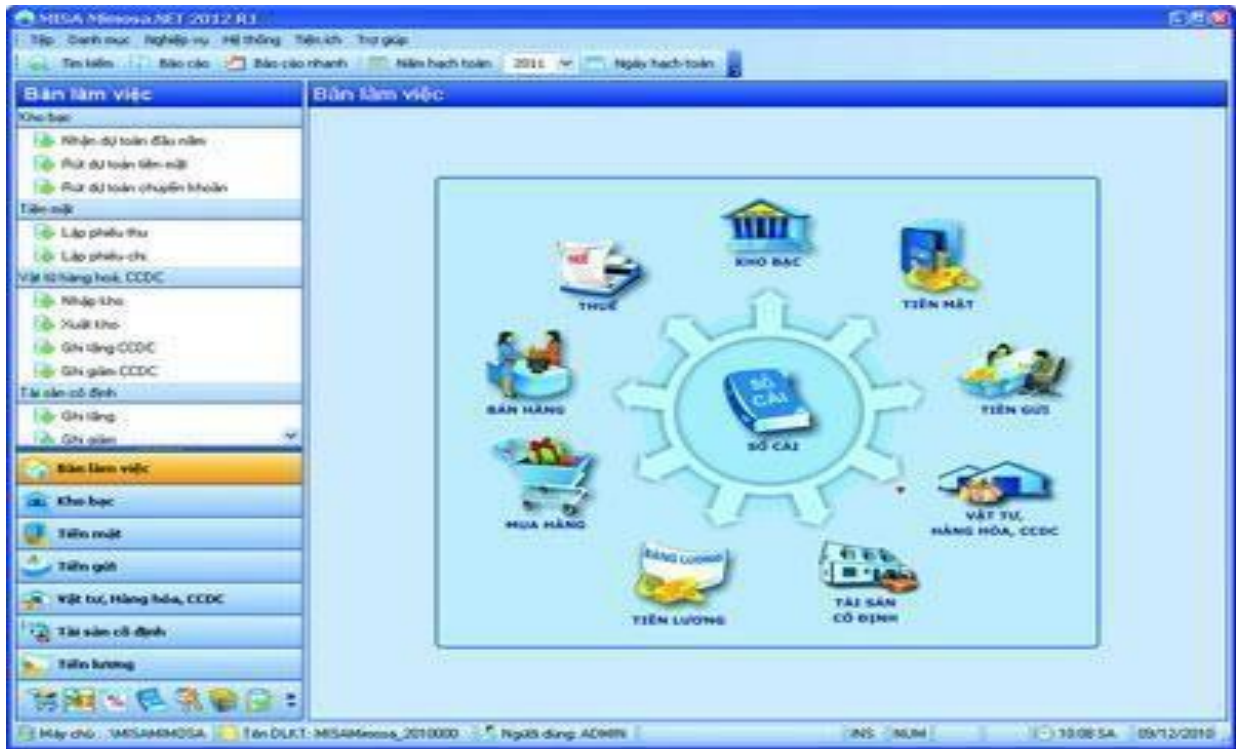 MISA Mimosa.NET 2012 R1
Tệp Danh mục Nghiệp vụ Hệ thống Tiện ích Trợ giúp
Tìm kiếm Báo cáo Báo cáo nhanh Năm hạch toán 2011 Ngày hạch toán
Bàn làm việc
Bàn làm việc
Kho bạc
Nhận dự toán đầu năm
Rút dự toán tiền mặt
Rút dự toán chuyển khoản
Tiền mặt
Lập phiếu thu
Lập phiếu chi
Vật tư hàng hoá, CCDC
Nhập kho
Xuất kho
Ghi tăng CCDC
Ghi giảm CCDC
Tài sản cố định
Ghi tăng
Ghi giảm
Bàn làm việc
Kho bạc
Tiền mặt
Tiền gửi
Vật tư, Hàng hóa, CCDC
Tài sản cố định
Tiền lương
KHO BẠC
THUẾ
TIỀN MẶT
BÁN HÀNG
SỔ
CÁI
SỔ CÁI
TIỀN GỬI
MUA HÀNG
VẬT TƯ,
HÀNG HÓA, CCDC
BẢNG LƯƠNG
TIỀN LƯƠNG
TÀI SẢN
CỐ ĐỊNH
Máy chủ : .\MISAMIMOSA Tên DLKT: MISAMimosa_2010000 Người dùng: ADMIN INS NUM 10:08 SA 09/12/2010